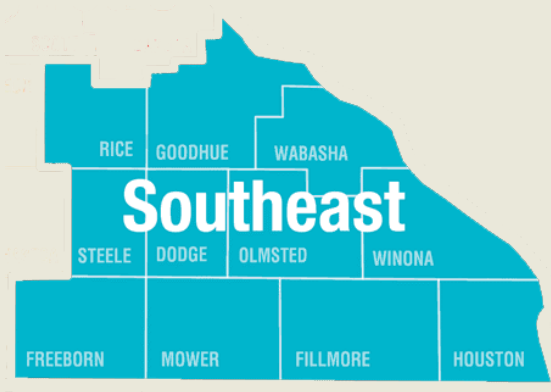 RICE GOODHUE WABASHA
Southeast
STEELE DODGE OLMSTED WINONA
FREEBORN MOWER FILLMORE HOUSTON